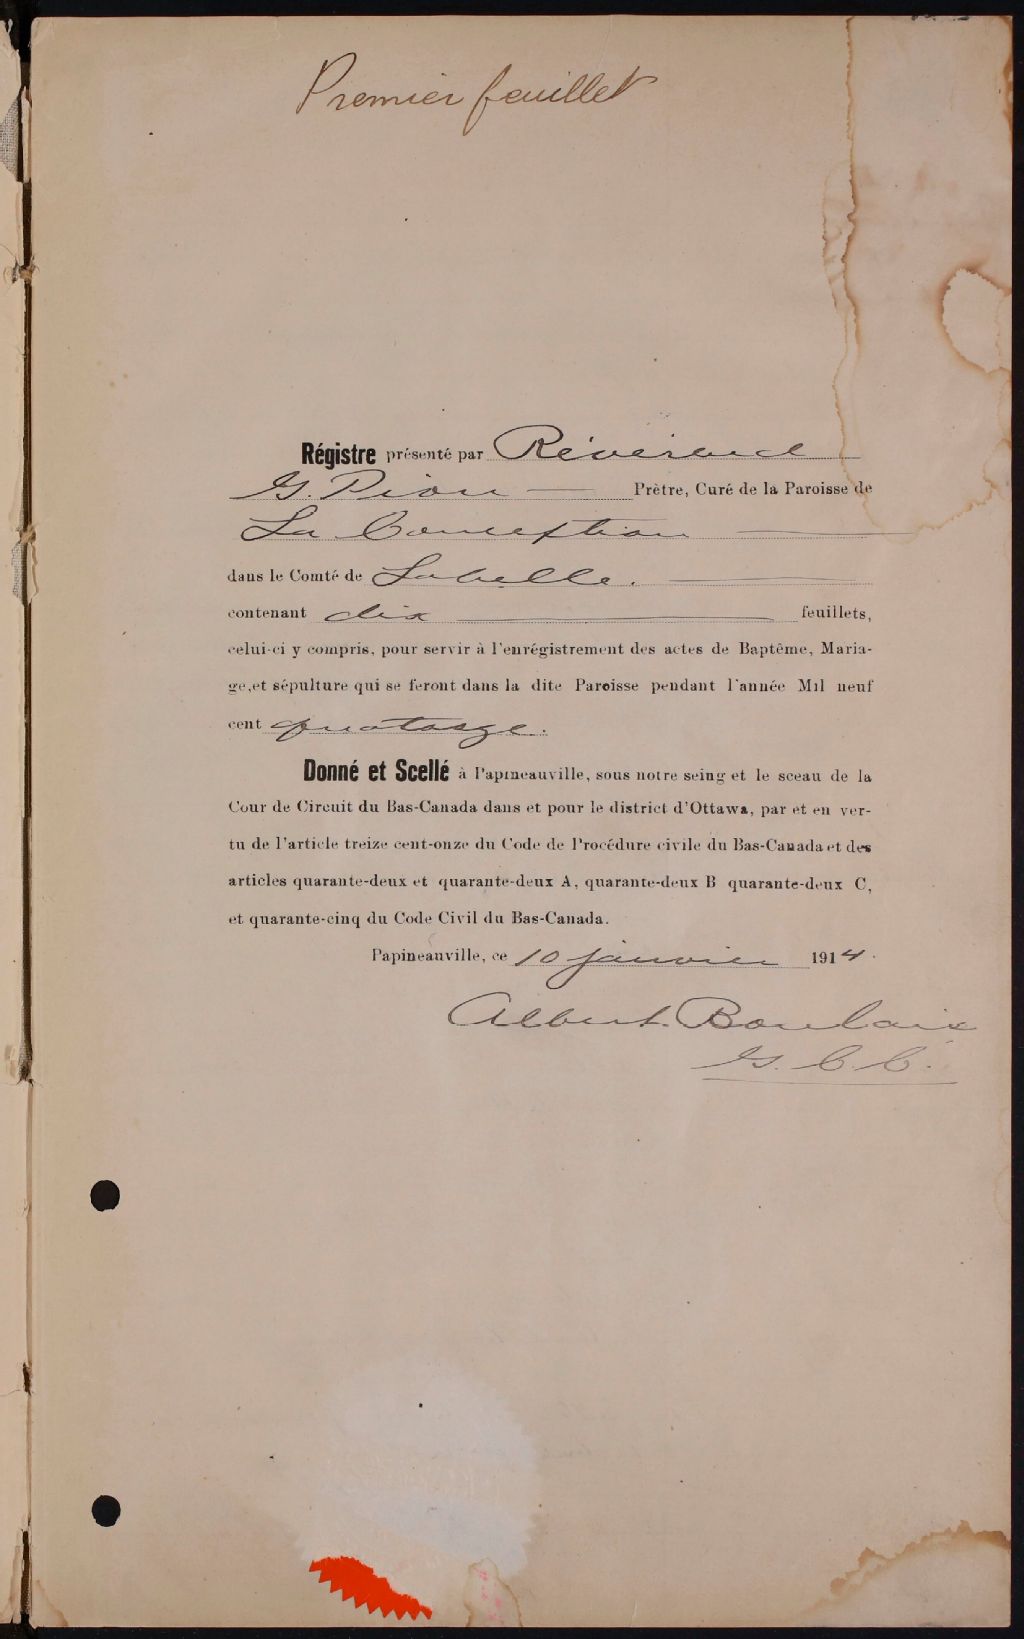 Premier feuillet
Régistre présenté par Révérend
G. Pion Prètre, Curé de la Paroisse de
La Conception
dans le Comté de Labelle.
contenant dix feuillets,
celui-ci y compris, pour servir à l'enrégistrement des actes de Baptême, Maria-
ge,et sépulture qui se feront dans la dite Paroisse pendant l'année Mil neuf
cent quatorze.
Donné et Scellé à Papineauville, sous notre seing et le sceau de la
Cour de Circuit du Bas-Canada dans et pour le district d'Ottawa, par et en ver-
tu de l'article treize cent-onze du Code de Procédure civile du Bas-Canada et des
articles quarante-deux et quarante-deux A, quarante-deux B quarante-deux C,
et quarante-cinq du Code Civil du Bas-Canada.
Papineauville, ce 10 janvier 1914.
Albert Boulais
G. C. C.